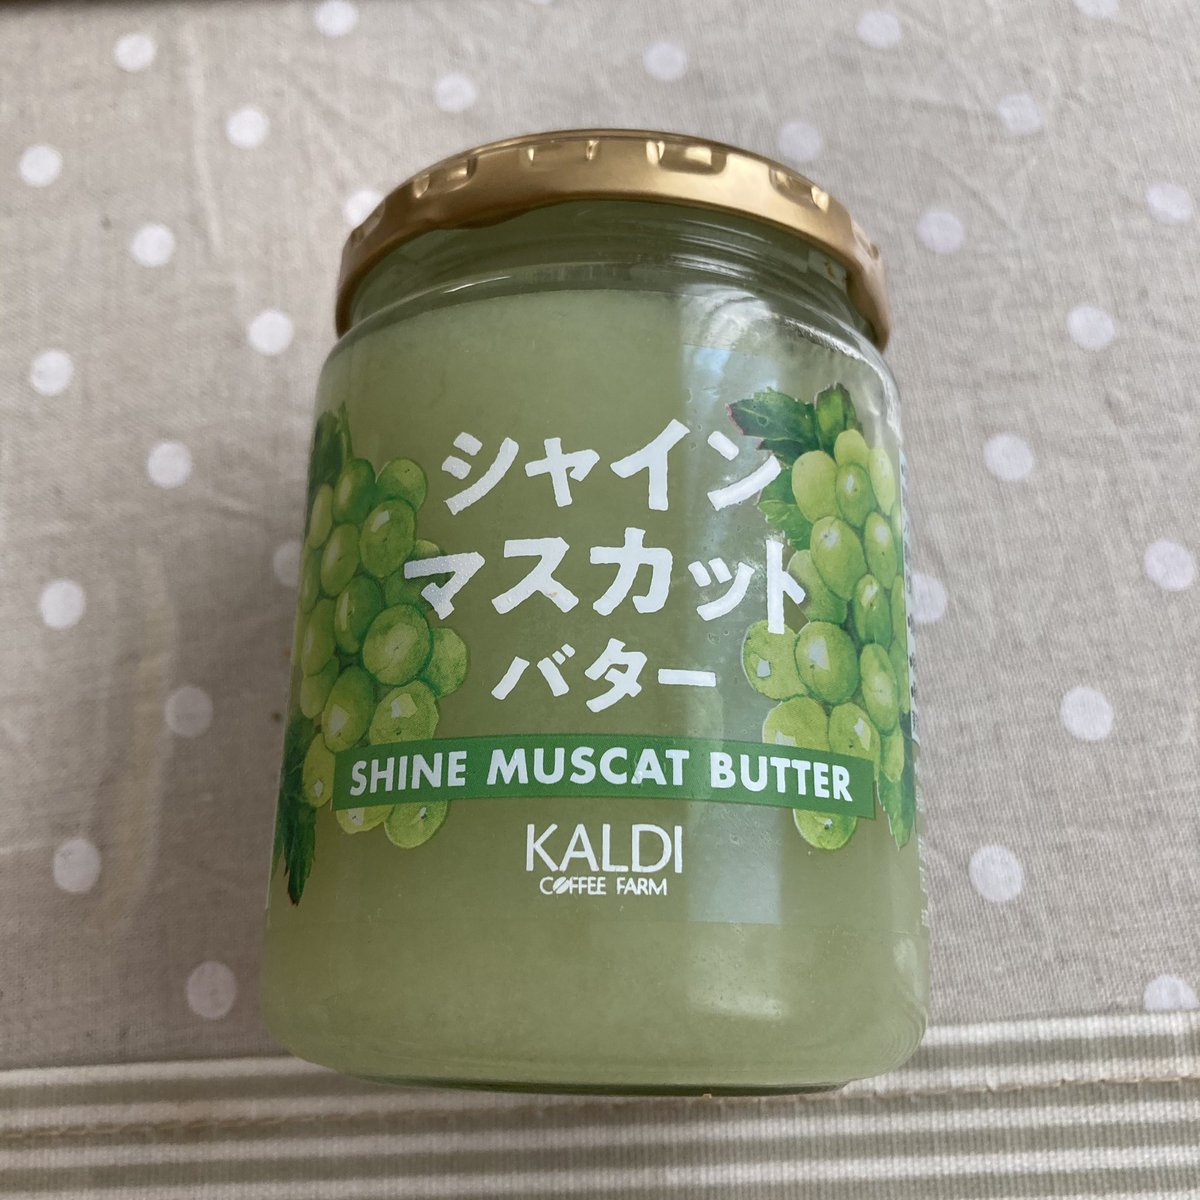 シャイン
マスカット
バター
SHINE MUSCAT BUTTER
KALDI
COFFEE FARM